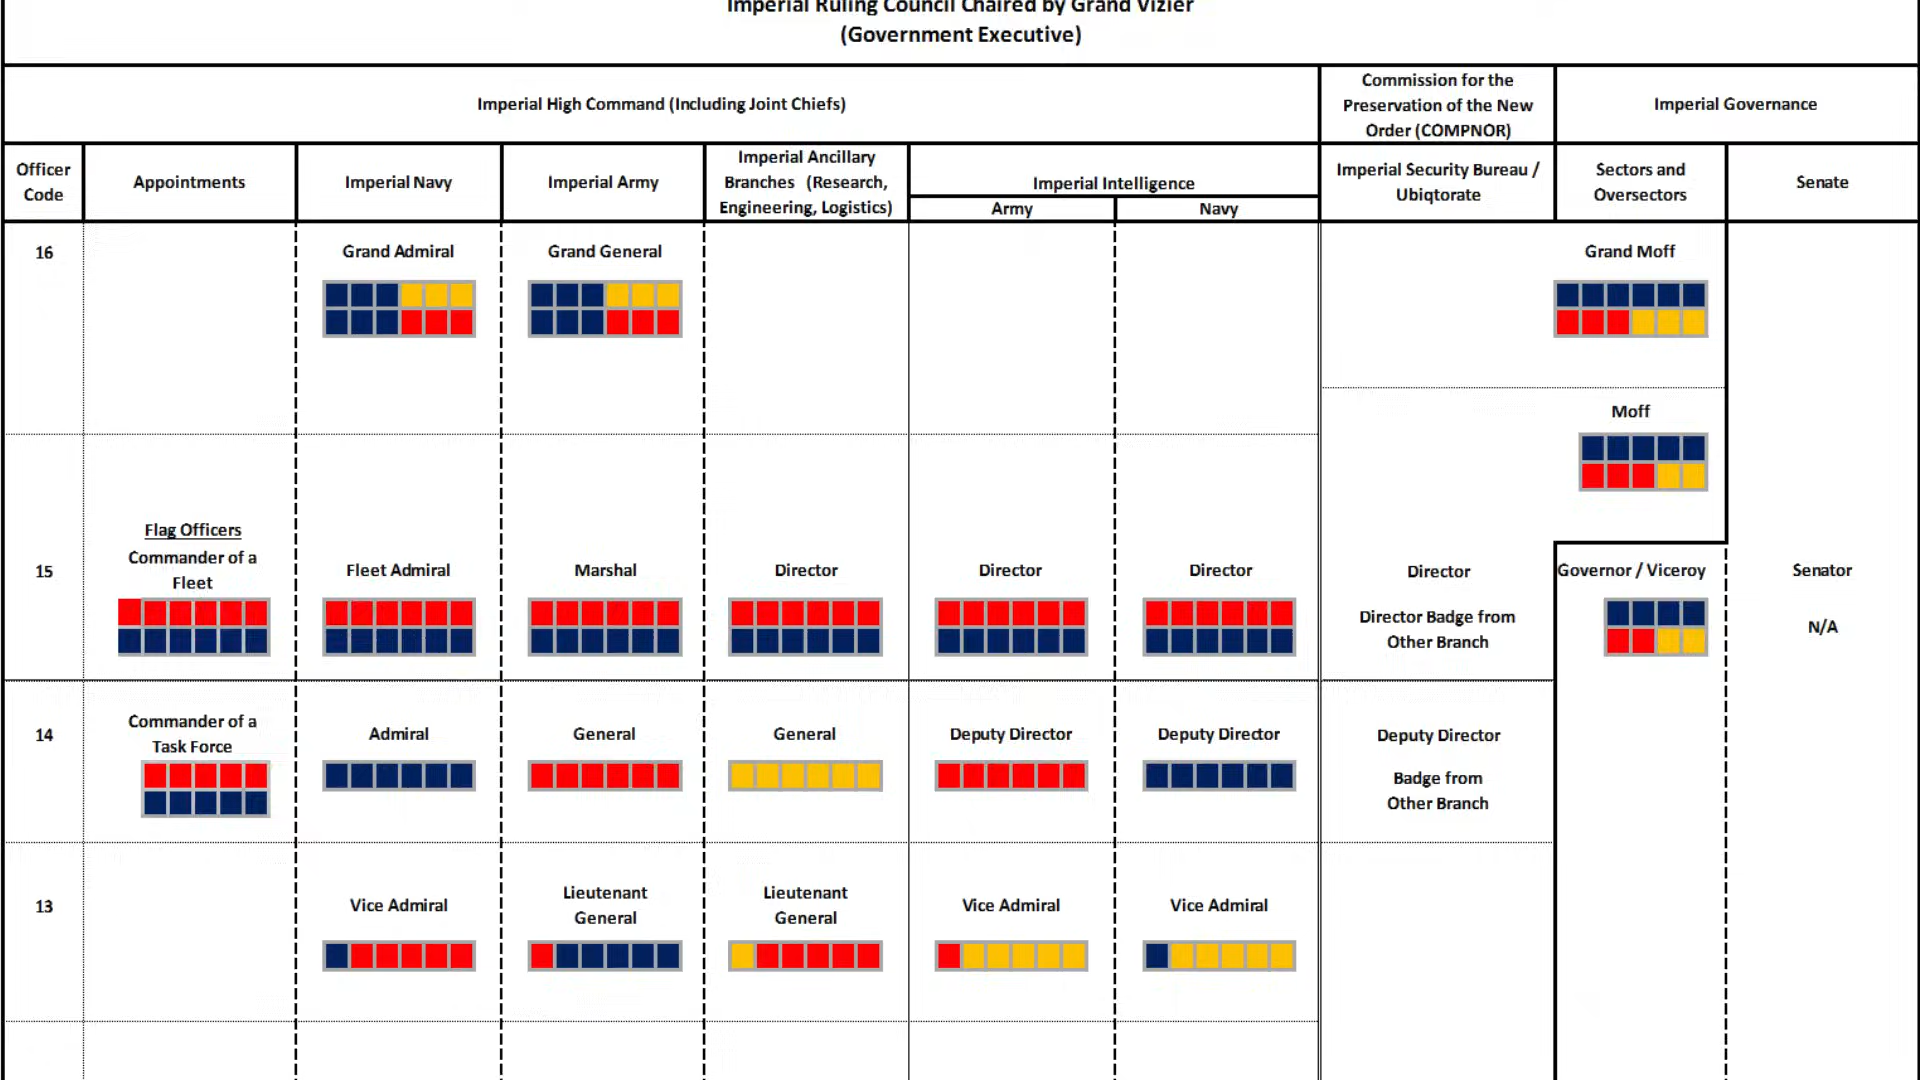 Imperial Ruling Council Chaired by Grand Vizier
(Government Executive)
Imperial High Command (Including Joint Chiefs)
Commission for the
Preservation of the New
Order (COMPNOR)
Imperial Governance
Officer
Code
Appointments
Imperial Navy
Imperial Army
Imperial Ancillary
Branches (Research,
Engineering, Logistics)
Imperial Intelligence
Army
Navy
Imperial Security Bureau /
Ubiqtorate
Sectors and
Oversectors
Senate
16
Grand Admiral
Grand General
Grand Moff
Moff
15
Flag Officers
Commander of a
Fleet
Fleet Admiral
Marshal
Director
Director
Director
Director
Director Badge from
Other Branch
Governor / Viceroy
Senator
N/A
14
Commander of a
Task Force
Admiral
General
General
Deputy Director
Deputy Director
Deputy Director
Badge from
Other Branch
13
Vice Admiral
Lieutenant
General
Lieutenant
General
Vice Admiral
Vice Admiral